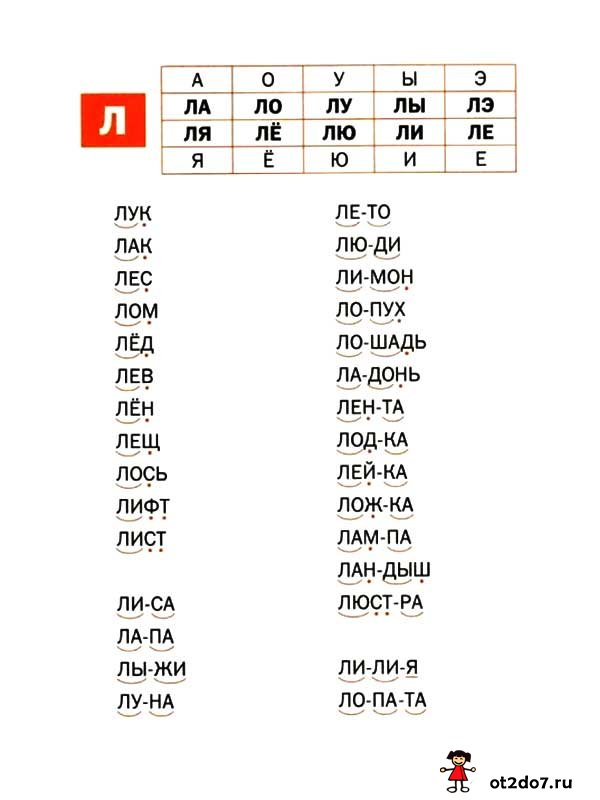 Л
А О У Ы Э
ЛА ЛО ЛУ ЛЫ ЛЭ
ЛЯ ЛЁ ЛЮ ЛИ ЛЕ
Я Ё Ю И Е
ЛУК
ЛАК
ЛЕС
ЛОМ
ЛЁД
ЛЕВ
ЛЁН
ЛЕЩ
ЛОСЬ
ЛИФТ
ЛИСТ
ЛИ-СА
ЛА-ПА
ЛЫ-ЖИ
ЛУ-НА
ЛЕ-ТО
ЛЮ-ДИ
ЛИ-МОН
ЛО-ПУХ
ЛО-ШАДЬ
ЛА-ДОНЬ
ЛЕН-ТА
ЛОД-КА
ЛЕЙ-КА
ЛОЖ-КА
ЛАМ-ПА
ЛАН-ДЫШ
ЛЮСТ-РА
ЛИ-ЛИ-Я
ЛО-ПА-ТА
ot2do7.ru